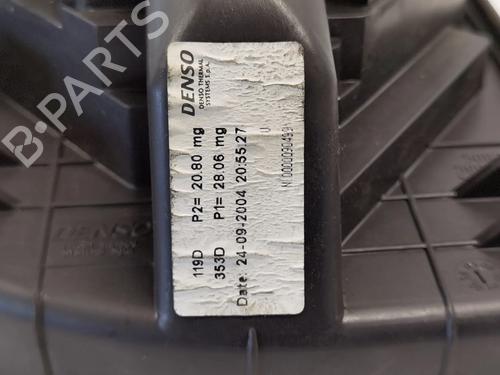 DENSO
DENSO THERMAL
SYSTEMS S.p.A.
119D P2= 20.80 mg
353D P1= 28.06 mg
Date: 24-09-2004 20:55:27
U
DENSO
B-PARTS